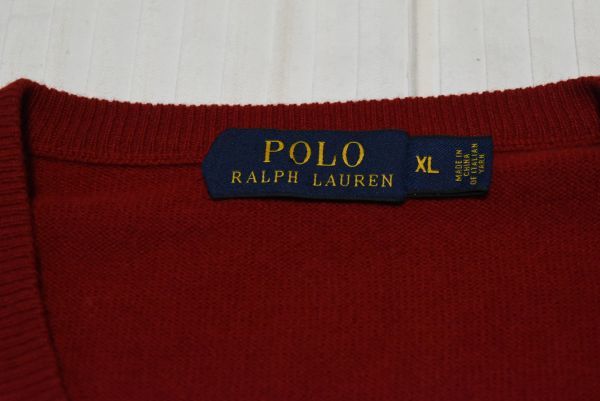 POLO
RALPH LAUREN
XL
MADE IN
CHINA
OF ITALIAN
YARN